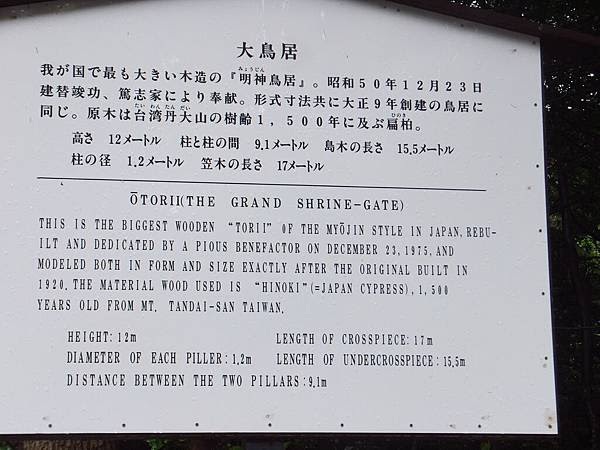 大鳥居
我が国で最も大きい木造の『明神鳥居』。昭和50年12月23日
建替竣功、篤志家により奉献。形式寸法共に大正9年創建の鳥居に
同じ。原木は台湾丹大山の樹齢1,500年に及ぶ扁柏。
高さ 12メートル 柱と柱の間 9.1メートル 島木の長さ 15.5メートル
柱の径 1.2メートル 笠木の長さ 17メートル
ŌTORII(THE GRAND SHRINE-GATE)
THIS IS THE BIGGEST WOODEN “TORII” OF THE MYŌJIN STYLE IN JAPAN, REBU-
ILT AND DEDICATED BY A PIOUS BENEFACTOR ON DECEMBER 23, 1975, AND
MODELED BOTH IN FORM AND SIZE EXACTLY AFTER THE ORIGINAL BUILT IN
1920. THE MATERIAL WOOD USED IS “HINOKI”(=JAPAN CYPRESS), 1,500
YEARS OLD FROM MT. TANDAI-SAN TAIWAN.
HEIGHT: 12m LENGTH OF CROSSPIECE: 17m
DIAMETER OF EACH PILLER: 1.2m LENGTH OF UNDERCROSSPIECE: 15.5m
DISTANCE BETWEEN THE TWO PILLARS: 9.1m